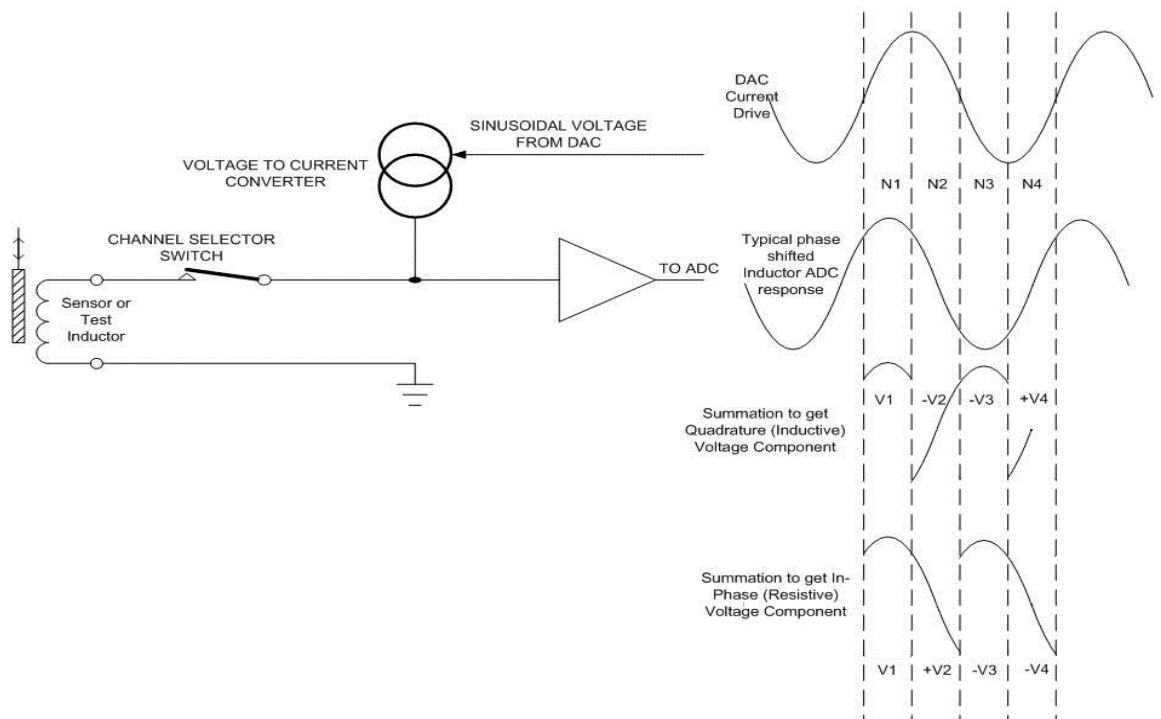 DAC
Current
Drive
SINUSOIDAL VOLTAGE
FROM DAC
VOLTAGE TO CURRENT
CONVERTER
N1 N2 N3 N4
CHANNEL SELECTOR
SWITCH
Typical phase
shifted
Inductor ADC
response
TO ADC
Sensor or
Test
Inductor
V1 -V2 -V3 +V4
Summation to get
Quadrature (Inductive)
Voltage Component
Summation to get In-
Phase (Resistive)
Voltage Component
V1 +V2 -V3 -V4